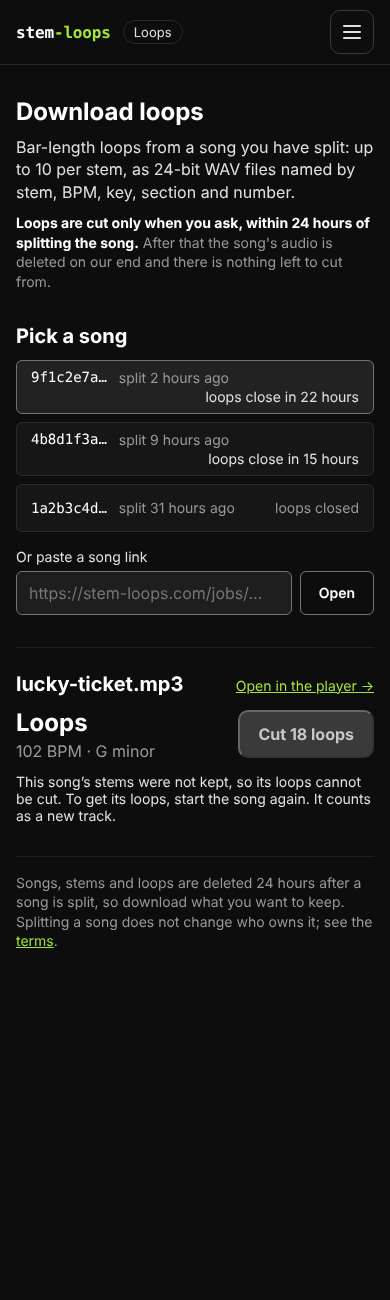 stem-loops Loops
Download loops
Bar-length loops from a song you have split: up
to 10 per stem, as 24-bit WAV files named by
stem, BPM, key, section and number.
Loops are cut only when you ask, within 24 hours of
splitting the song. After that the song's audio is
deleted on our end and there is nothing left to cut
from.
Pick a song
9f1c2e7a… split 2 hours ago
loops close in 22 hours
4b8d1f3a… split 9 hours ago
loops close in 15 hours
1a2b3c4d… split 31 hours ago loops closed
Or paste a song link
https://stem-loops.com/jobs/… Open
lucky-ticket.mp3 Open in the player →
Loops
102 BPM · G minor
Cut 18 loops
This song’s stems were not kept, so its loops cannot
be cut. To get its loops, start the song again. It counts
as a new track.
Songs, stems and loops are deleted 24 hours after a
song is split, so download what you want to keep.
Splitting a song does not change who owns it; see the
terms.